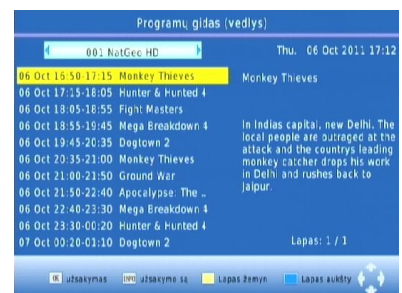 Programų gidas (vedlys)
001 NatGeo HD
Thu. 06 Oct 2011 17:12
06 Oct 16:50-17:15 Monkey Thieves
06 Oct 17:15-18:05 Hunter & Hunted 4
06 Oct 18:05-18:55 Fight Masters
06 Oct 18:55-19:45 Mega Breakdown 4
06 Oct 19:45-20:35 Dogtown 2
06 Oct 20:35-21:00 Monkey Thieves
06 Oct 21:00-21:50 Ground War
06 Oct 21:50-22:40 Apocalypse: The ..
06 Oct 22:40-23:30 Mega Breakdown 4
06 Oct 23:30-00:20 Hunter & Hunted 4
07 Oct 00:20-01:10 Dogtown 2
Monkey Thieves
In Indias capital, new Delhi. The
local people are outraged at the
attack and the countrys leading
monkey catcher drops his work
in Delhi and rushes back to
Jaipur.
Lapas: 1 / 1
OK užsakymas INFO užsakymo są Lapas žemyn Lapas aukšty